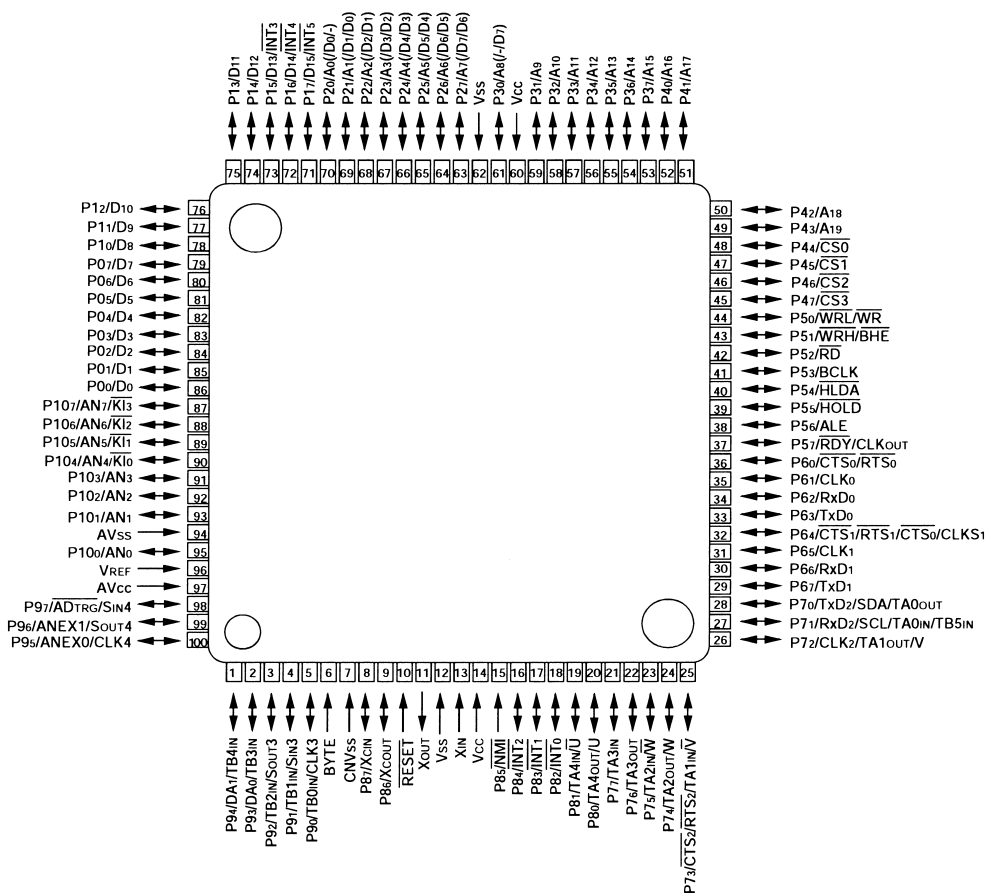 P13/D11
P14/D12
P15/D13/INT3
P16/D14/INT4
P17/D15/INT5
P20/A0(/D0/-)
P21/A1(/D1/D0)
P22/A2(/D2/D1)
P23/A3(/D3/D2)
P24/A4(/D4/D3)
P25/A5(/D5/D4)
P26/A6(/D6/D5)
P27/A7(/D7/D6)
Vss
P30/A8(/-/D7)
Vcc
P31/A9
P32/A10
P33/A11
P34/A12
P35/A13
P36/A14
P37/A15
P40/A16
P41/A17
75 74 73 72 71 70 69 68 67 66 65 64 63 62 61 60 59 58 57 56 55 54 53 52 51
P12/D10 76
P11/D9 77
P10/D8 78
P07/D7 79
P06/D6 80
P05/D5 81
P04/D4 82
P03/D3 83
P02/D2 84
P01/D1 85
P00/D0 86
P107/AN7/KI3 87
P106/AN6/KI2 88
P105/AN5/KI1 89
P104/AN4/KI0 90
P103/AN3 91
P102/AN2 92
P101/AN1 93
AVss 94
P100/AN0 95
VREF 96
AVcc 97
P97/ADTRG/SIN4 98
P96/ANEX1/SOUT4 99
P95/ANEX0/CLK4 100
50 P42/A18
49 P43/A19
48 P44/CS0
47 P45/CS1
46 P46/CS2
45 P47/CS3
44 P50/WRL/WR
43 P51/WRH/BHE
42 P52/RD
41 P53/BCLK
40 P54/HLDA
39 P55/HOLD
38 P56/ALE
37 P57/RDY/CLKOUT
36 P60/CTS0/RTS0
35 P61/CLK0
34 P62/RxD0
33 P63/TxD0
32 P64/CTS1/RTS1/CTS0/CLKS1
31 P65/CLK1
30 P66/RxD1
29 P67/TxD1
28 P70/TxD2/SDA/TA0OUT
27 P71/RxD2/SCL/TA0IN/TB5IN
26 P72/CLK2/TA1OUT/V
1 2 3 4 5 6 7 8 9 10 11 12 13 14 15 16 17 18 19 20 21 22 23 24 25
P94/DA1/TB4IN
P93/DA0/TB3IN
P92/TB2IN/SOUT3
P91/TB1IN/SIN3
P90/TB0IN/CLK3
BYTE
CNVss
P87/XCIN
P86/XCOUT
RESET
XOUT
Vss
XIN
Vcc
P85/NMI
P84/INT2
P83/INT1
P82/INT0
P81/TA4IN/U
P80/TA4OUT/U
P77/TA3IN
P76/TA3OUT
P75/TA2IN/W
P74/TA2OUT/W
P73/CTS2/RTS2/TA1IN/V